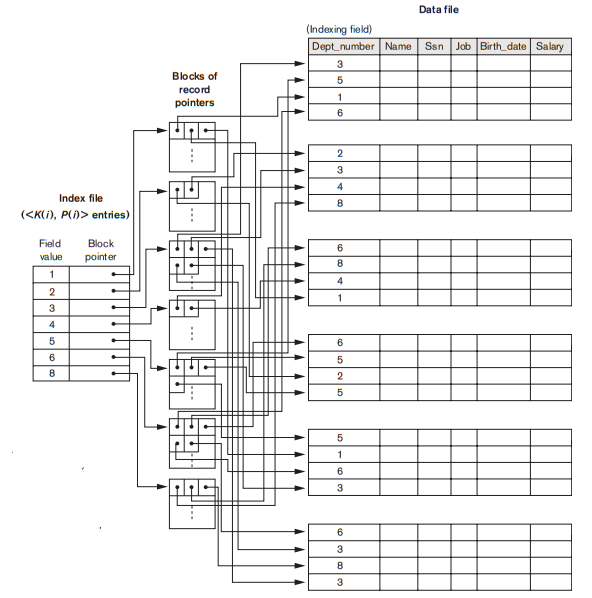 Data file
(Indexing field)
Dept_number Name Ssn Job Birth_date Salary
3
5
1
6
Blocks of
record
pointers
2
3
4
8
Index file
(<K(i), P(i)> entries)
Field
value
Block
pointer
1
2
3
4
5
6
8
6
8
4
1
6
5
2
5
5
1
6
3
6
3
8
3